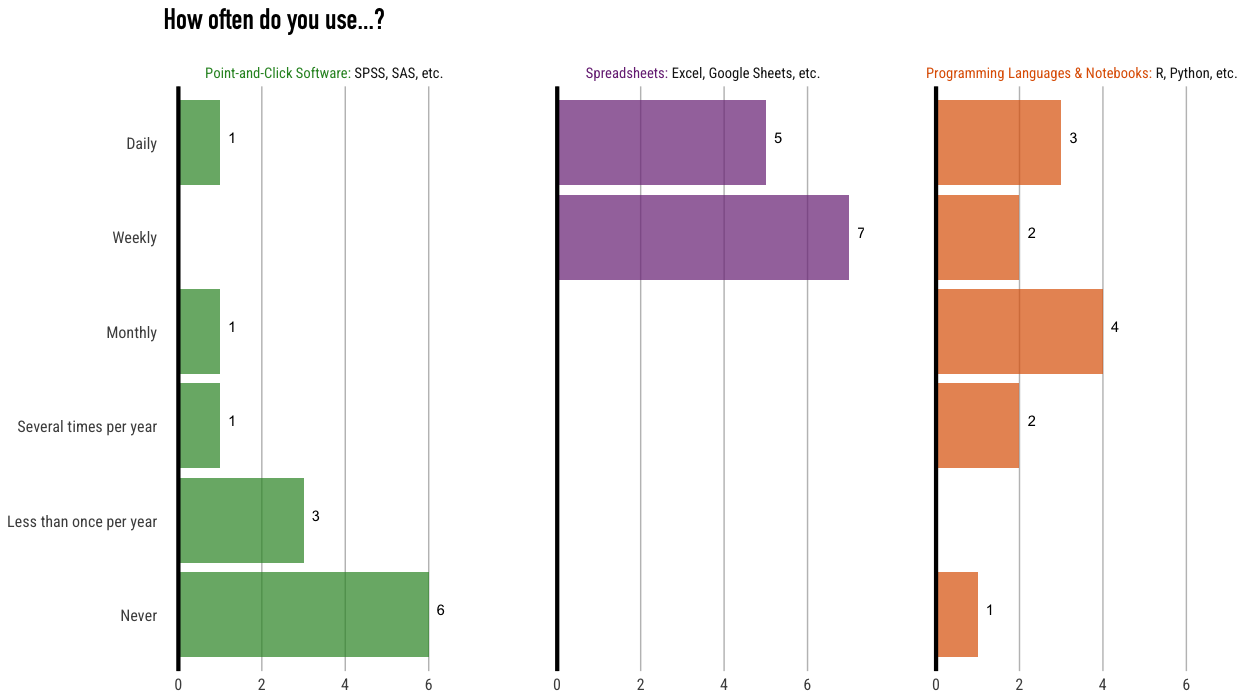 How often do you use...?
Point-and-Click Software: SPSS, SAS, etc.
Spreadsheets: Excel, Google Sheets, etc.
Programming Languages & Notebooks: R, Python, etc.
Daily
1
5
3
Weekly
7
2
Monthly
1
4
Several times per year
1
2
Less than once per year
3
Never
6
1
0 2 4 6
0 2 4 6
0 2 4 6